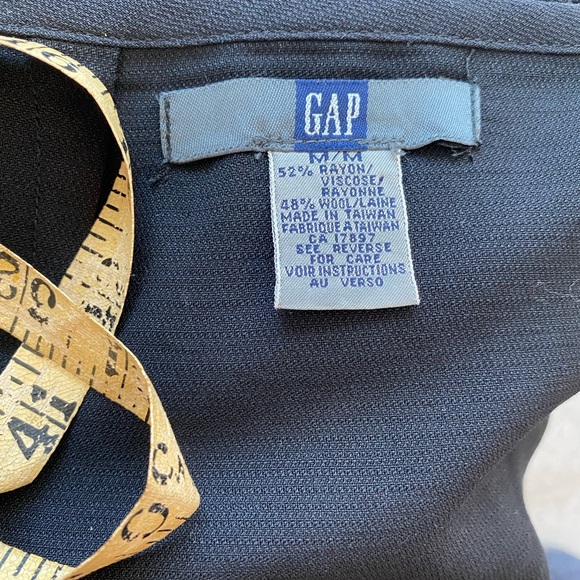 GAP
M/M
52% RAYON/
VISCOSE/
RAYONNE
48% WOOL/LAINE
MADE IN TAIWAN
FABRIQUE A TAIWAN
CA 17897
SEE REVERSE
FOR CARE
VOIR INSTRUCTIONS
AU VERSO
4